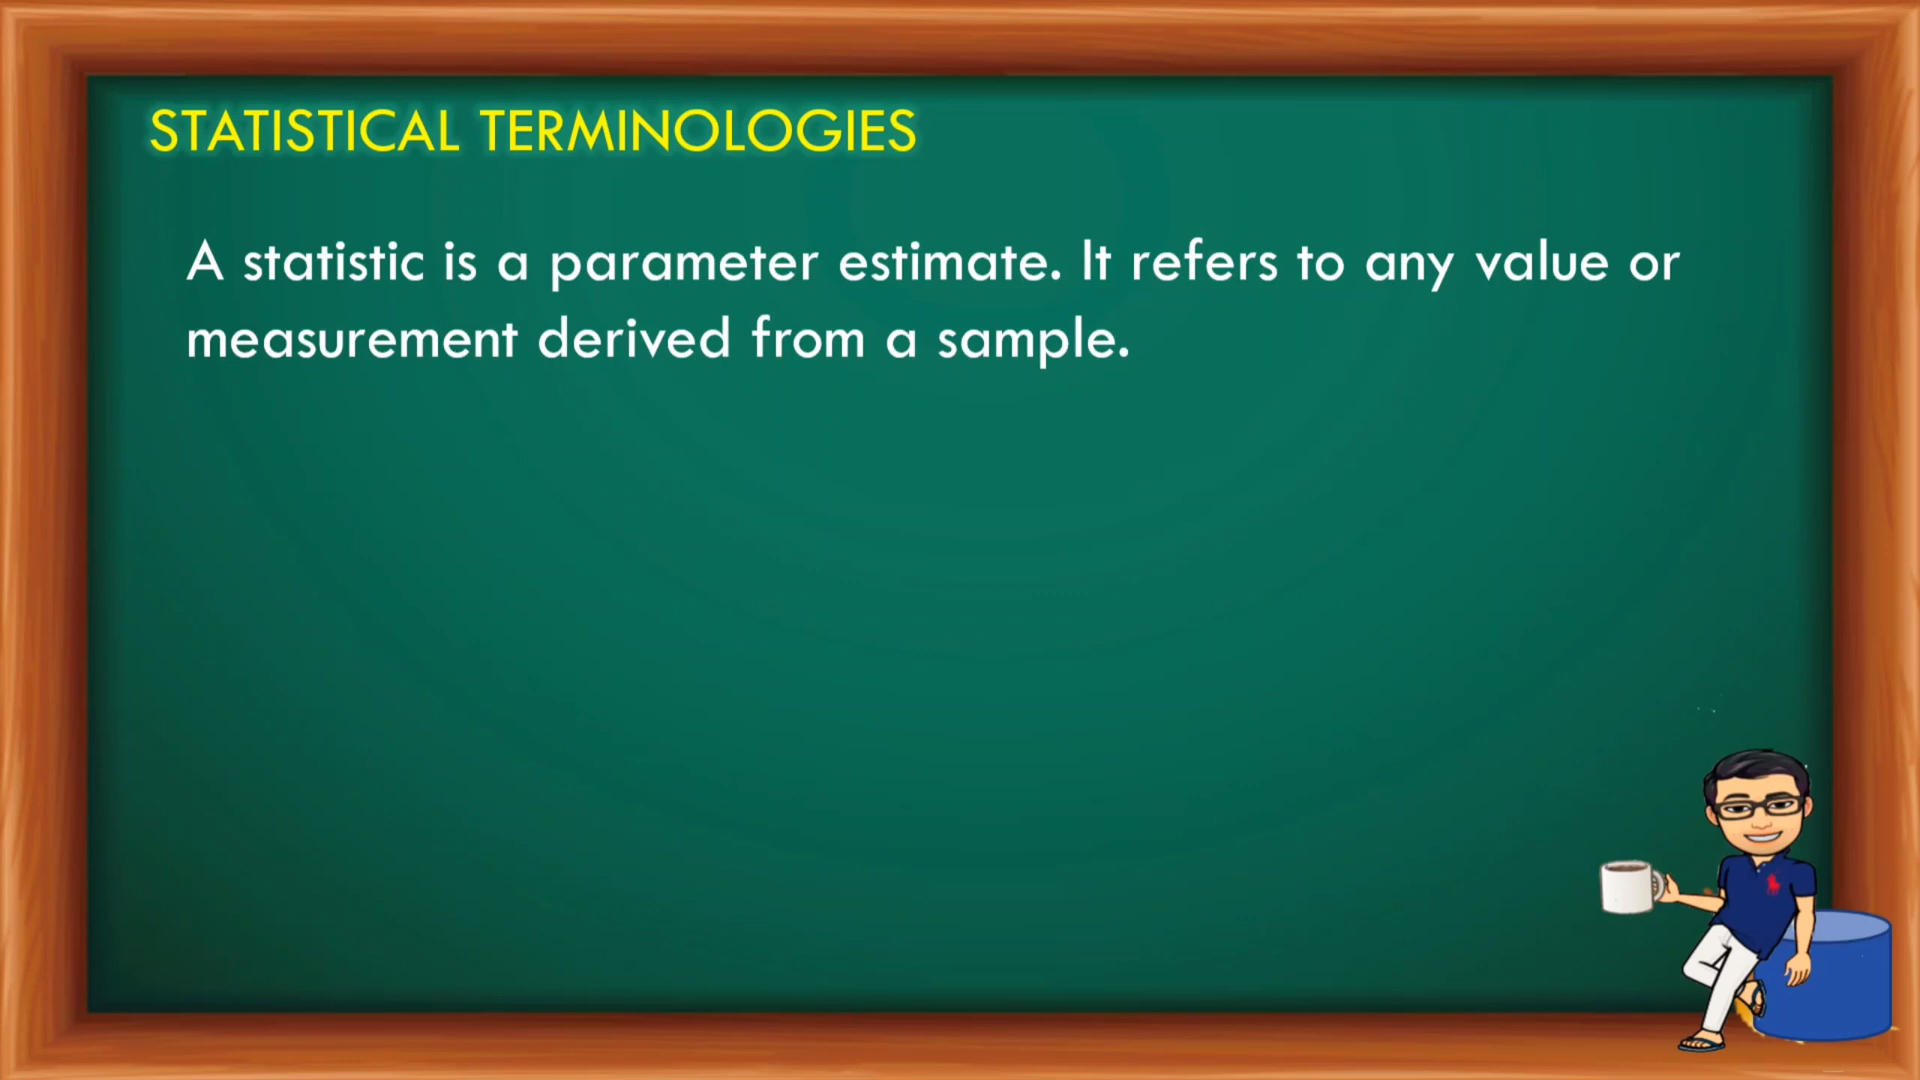 STATISTICAL TERMINOLOGIES
A statistic is a parameter estimate. It refers to any value or
measurement derived from a sample.